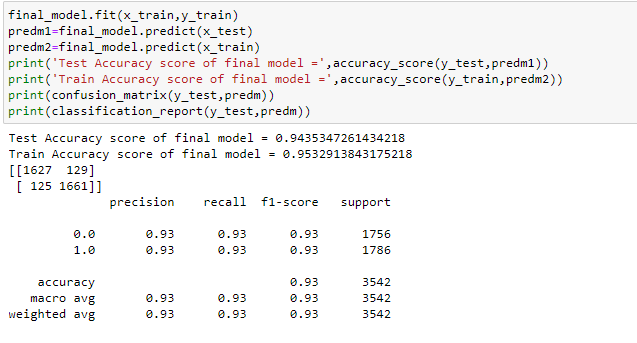 final_model.fit(x_train,y_train)
predm1=final_model.predict(x_test)
predm2=final_model.predict(x_train)
print('Test Accuracy score of final model =',accuracy_score(y_test,predm1))
print('Train Accuracy score of final model =',accuracy_score(y_train,predm2))
print(confusion_matrix(y_test,predm))
print(classification_report(y_test,predm))
Test Accuracy score of final model = 0.9435347261434218
Train Accuracy score of final model = 0.9532913843175218
[[1627  129]
 [ 125 1661]]
              precision    recall  f1-score   support
         0.0       0.93      0.93      0.93      1756
         1.0       0.93      0.93      0.93      1786
    accuracy                           0.93      3542
   macro avg       0.93      0.93      0.93      3542
weighted avg       0.93      0.93      0.93      3542